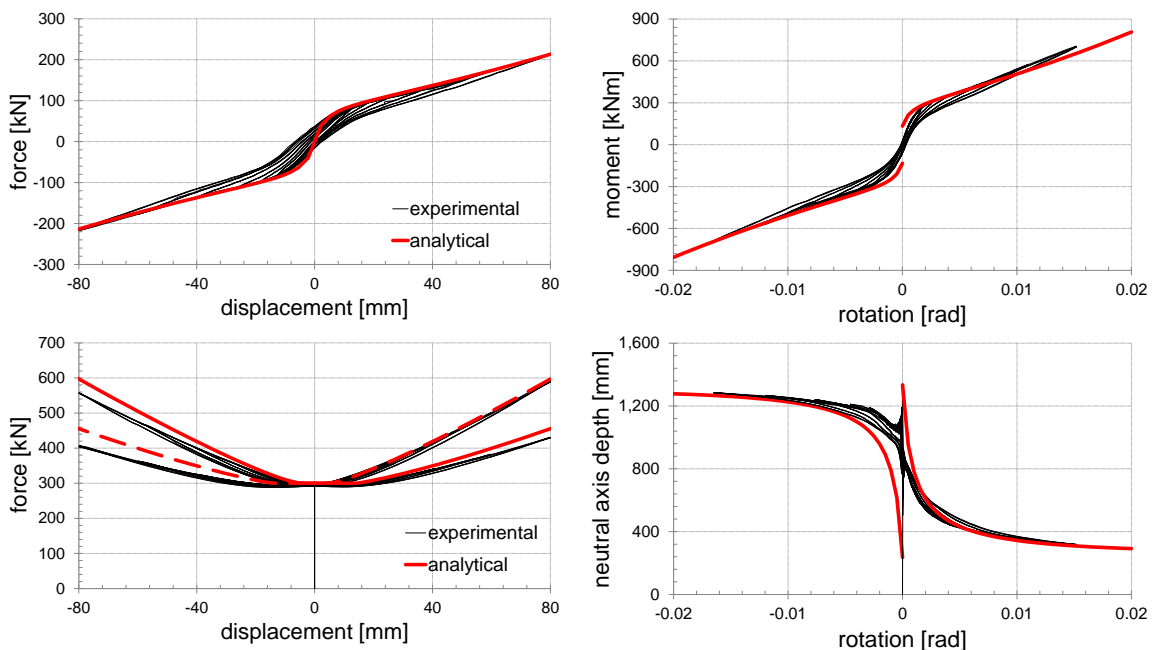 300
200
100
0
-100
-200
-300
force [kN]
experimental
analytical
-80 -40 0 40 80
displacement [mm]
900
600
300
0
-300
-600
-900
moment [kNm]
-0.02 -0.01 0 0.01 0.02
rotation [rad]
700
600
500
400
300
200
100
0
force [kN]
experimental
analytical
-80 -40 0 40 80
displacement [mm]
1,600
1,200
800
400
0
neutral axis depth [mm]
-0.02 -0.01 0 0.01 0.02
rotation [rad]